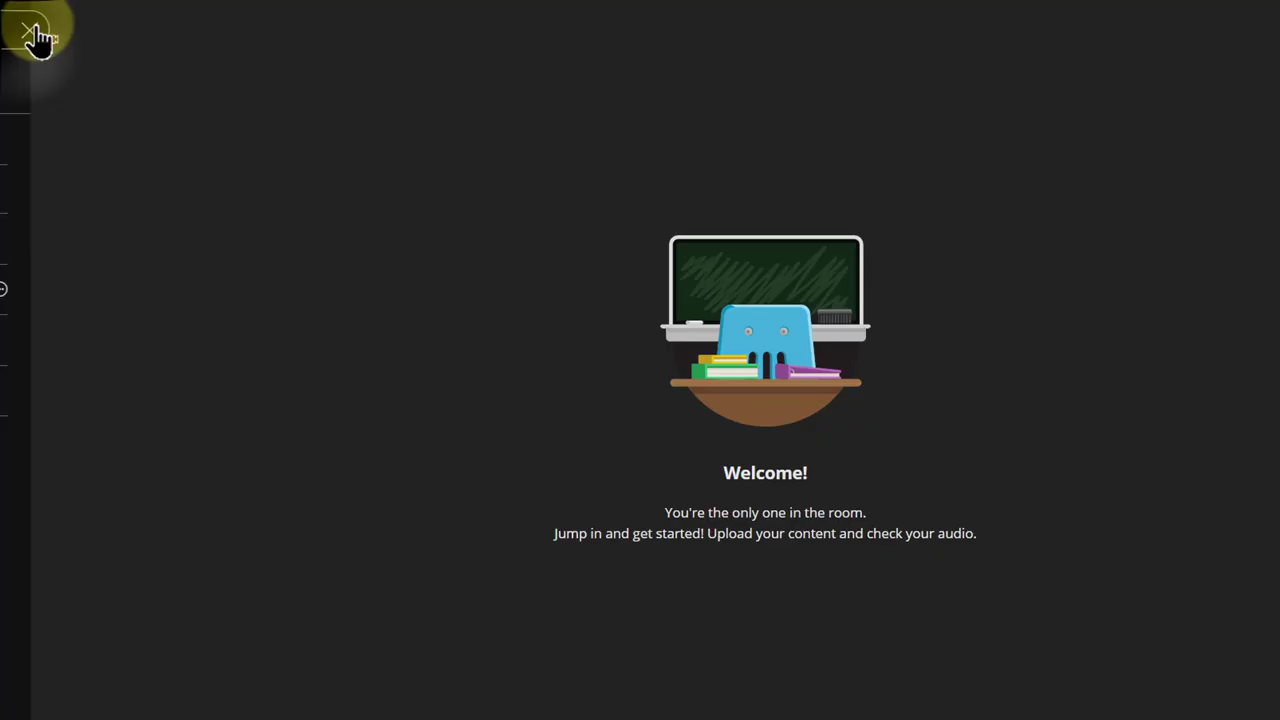 Welcome!
You're the only one in the room.
Jump in and get started! Upload your content and check your audio.